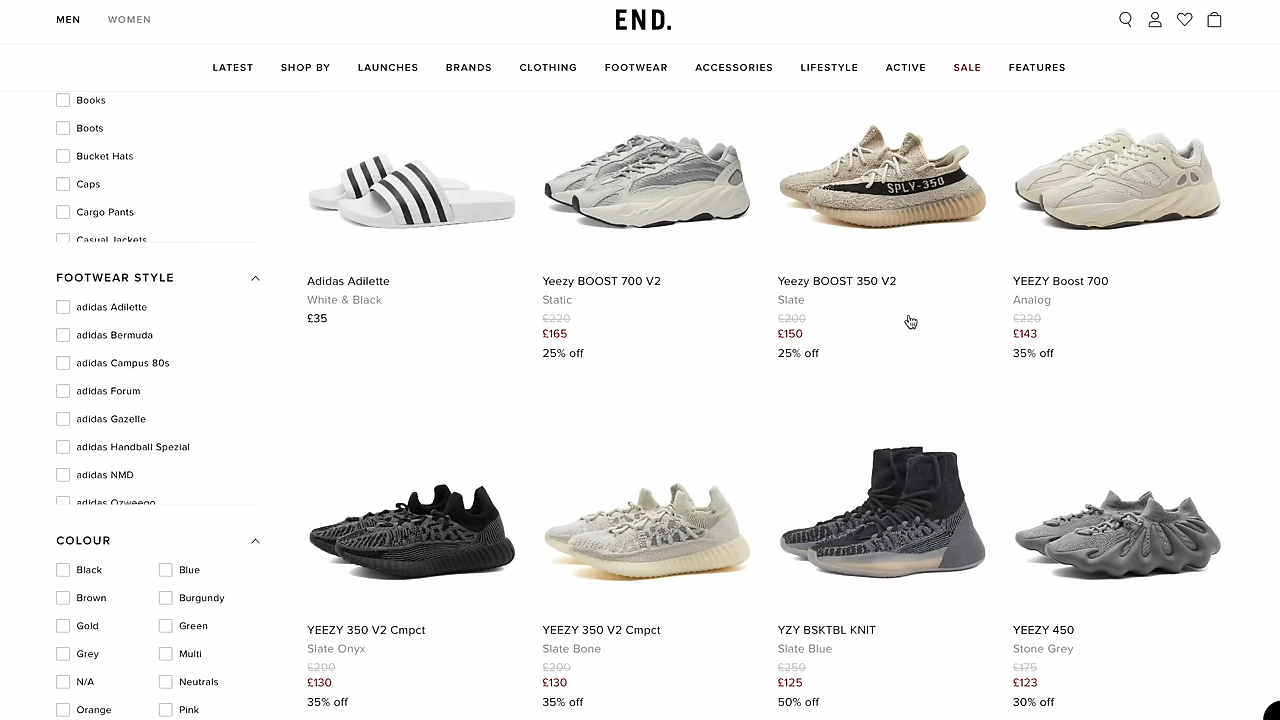 MEN WOMEN END.
LATEST SHOP BY LAUNCHES BRANDS CLOTHING FOOTWEAR ACCESSORIES LIFESTYLE ACTIVE SALE FEATURES
Books
Boots
Bucket Hats
Caps
Cargo Pants
Casual Jackets
FOOTWEAR STYLE
adidas Adilette
adidas Bermuda
adidas Campus 80s
adidas Forum
adidas Gazelle
adidas Handball Spezial
adidas NMD
adidas Ozweego
COLOUR
Black Blue
Brown Burgundy
Gold Green
Grey Multi
N/A Neutrals
Orange Pink
SPLY-350
Adidas Adilette
White & Black
£35
Yeezy BOOST 700 V2
Static
£220
£165
25% off
Yeezy BOOST 350 V2
Slate
£200
£150
25% off
YEEZY Boost 700
Analog
£220
£143
35% off
YEEZY 350 V2 Cmpct
Slate Onyx
£200
£130
35% off
YEEZY 350 V2 Cmpct
Slate Bone
£200
£130
35% off
YZY BSKTBL KNIT
Slate Blue
£250
£125
50% off
YEEZY 450
Stone Grey
£175
£123
30% off